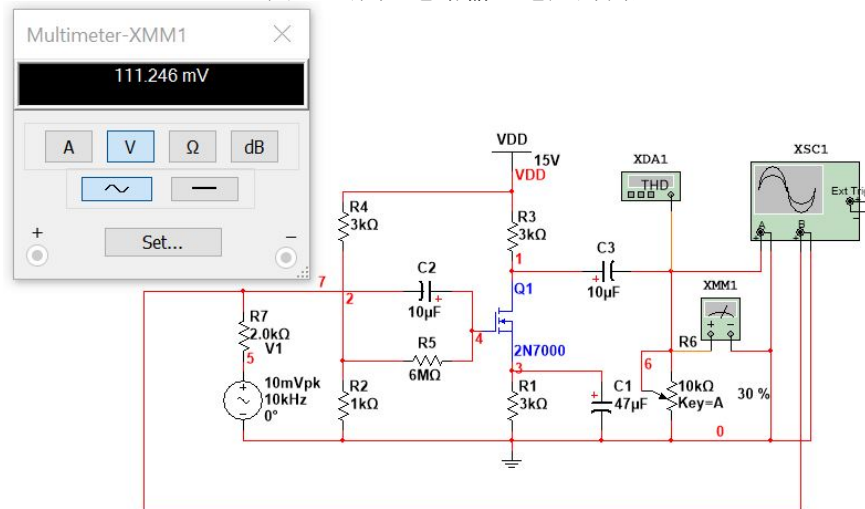 Multimeter-XMM1
111.246 mV
A
V
Ω
dB
+
Set...
−
VDD
15V
VDD
XDA1
THD
XSC1
Ext Trig
A
B
R4
3kΩ
R3
3kΩ
1
C3
+
10µF
7
2
C2
+
10µF
Q1
XMM1
R7
2.0kΩ
V1
5
R5
6MΩ
4
2N7000
3
R6
6
10mVpk
10kHz
0°
R2
1kΩ
R1
3kΩ
+
C1
47µF
10kΩ
Key=A
30 %
0